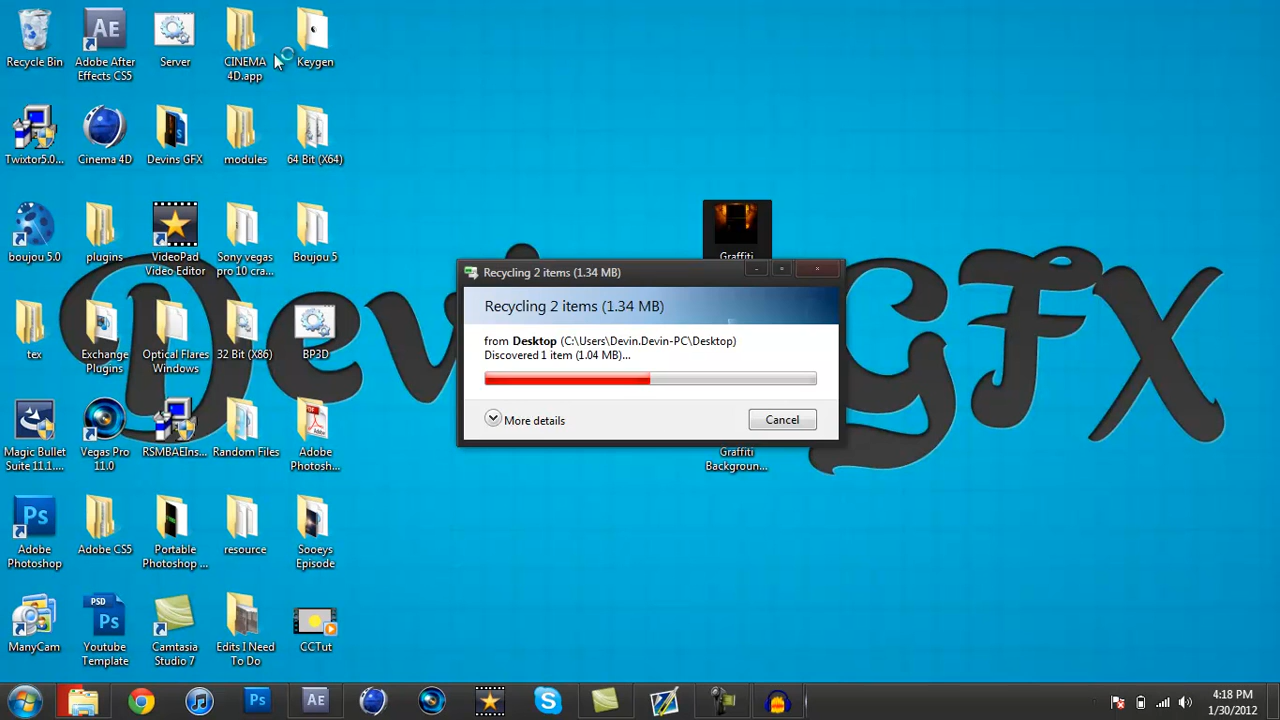 Recycle Bin
Adobe After
Effects CS5
Server
CINEMA
4D.app
Keygen
Twixtor5.0...
Cinema 4D
Devins GFX
modules
64 Bit (X64)
boujou 5.0
plugins
VideoPad
Video Editor
Sony vegas
pro 10 cra...
Boujou 5
tex
Exchange
Plugins
Optical Flares
Windows
32 Bit (X86)
BP3D
Magic Bullet
Suite 11.1....
Vegas Pro
11.0
RSMBAEIns...
Random Files
Adobe
Photosh...
Adobe
Photoshop
Adobe CS5
Portable
Photoshop ...
resource
Sooeys
Episode
ManyCam
PSD
Youtube
Template
Camtasia
Studio 7
Edits I Need
To Do
CCTut
Graffiti
Recycling 2 items (1.34 MB)
Recycling 2 items (1.34 MB)
from Desktop (C:\Users\Devin.Devin-PC\Desktop)
Discovered 1 item (1.04 MB)...
More details
Cancel
Graffiti
Backgroun...
GFX
4:18 PM
1/30/2012